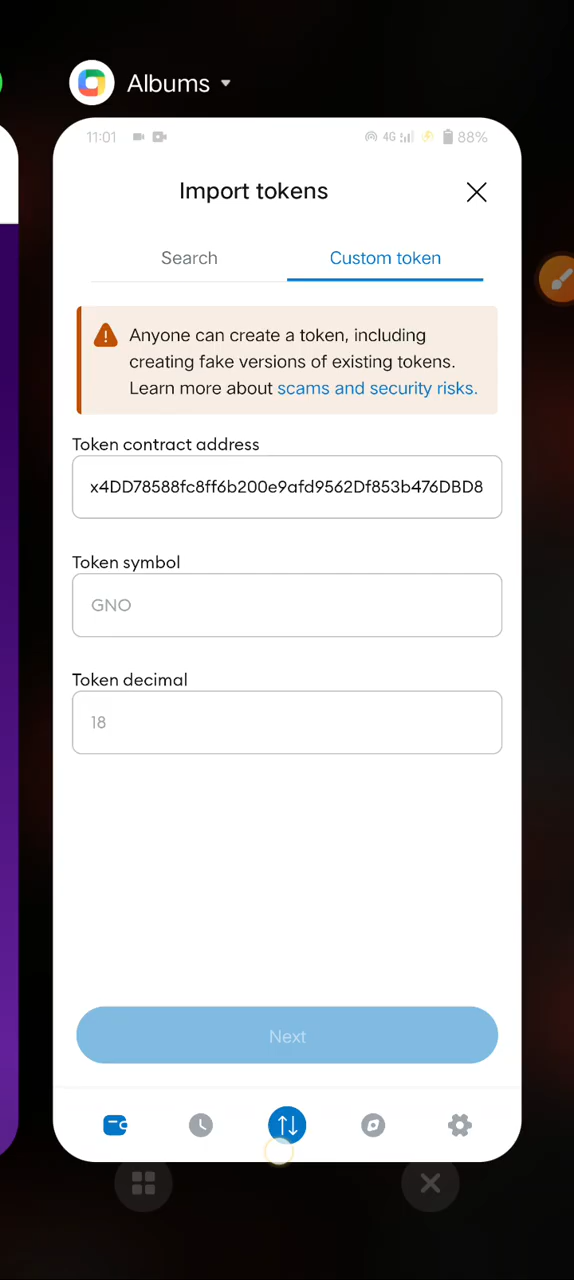 Albums
11:01
4G
88%
Import tokens
Search
Custom token
Anyone can create a token, including
creating fake versions of existing tokens.
Learn more about scams and security risks.
Token contract address
x4DD78588fc8ff6b200e9afd9562Df853b476DBD8
Token symbol
GNO
Token decimal
18
Next